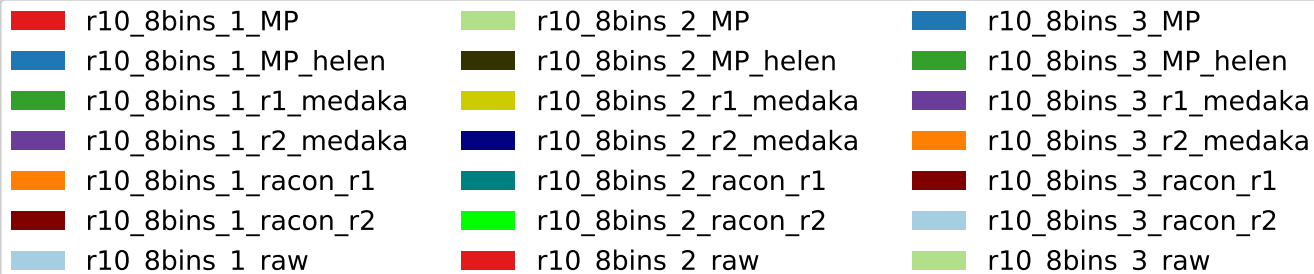 r10_8bins_1_MP
r10_8bins_1_MP_helen
r10_8bins_1_r1_medaka
r10_8bins_1_r2_medaka
r10_8bins_1_racon_r1
r10_8bins_1_racon_r2
r10_8bins_1_raw
r10_8bins_2_MP
r10_8bins_2_MP_helen
r10_8bins_2_r1_medaka
r10_8bins_2_r2_medaka
r10_8bins_2_racon_r1
r10_8bins_2_racon_r2
r10_8bins_2_raw
r10_8bins_3_MP
r10_8bins_3_MP_helen
r10_8bins_3_r1_medaka
r10_8bins_3_r2_medaka
r10_8bins_3_racon_r1
r10_8bins_3_racon_r2
r10_8bins_3_raw